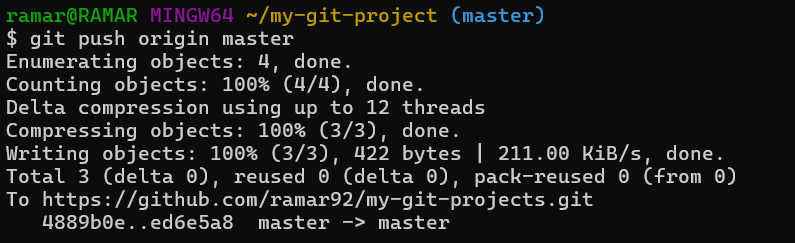 ramar@RAMAR MINGW64 ~/my-git-project (master)
$ git push origin master
Enumerating objects: 4, done.
Counting objects: 100% (4/4), done.
Delta compression using up to 12 threads
Compressing objects: 100% (3/3), done.
Writing objects: 100% (3/3), 422 bytes | 211.00 KiB/s, done.
Total 3 (delta 0), reused 0 (delta 0), pack-reused 0 (from 0)
To https://github.com/ramar92/my-git-projects.git
   4889b0e..ed6e5a8  master -> master